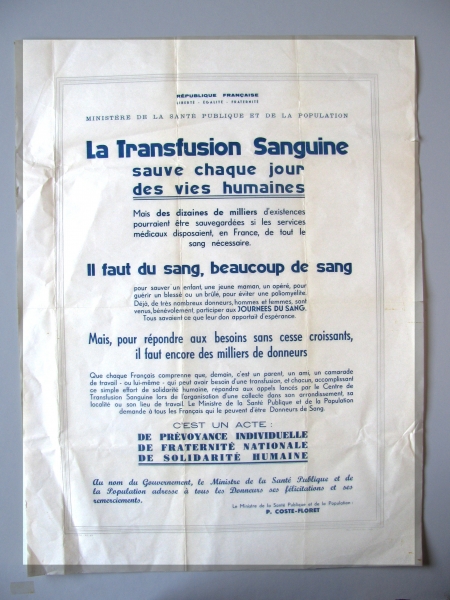 RÉPUBLIQUE FRANÇAISE
LIBERTÉ - ÉGALITÉ - FRATERNITÉ
MINISTÈRE DE LA SANTÉ PUBLIQUE ET DE LA POPULATION
La Transfusion Sanguine
sauve chaque jour
des vies humaines
Mais des dizaines de milliers d'existences
pourraient être sauvegardées si les services
médicaux disposaient, en France, de tout le
sang nécessaire.
Il faut du sang, beaucoup de sang
pour sauver un enfant, une jeune maman, un opéré, pour
guérir un blessé ou un brûlé, pour éviter une poliomyélite.
Déjà, de très nombreux donneurs, hommes et femmes, sont
venus, bénévolement, participer aux JOURNÉES DU SANG.
Tous savaient ce que leur don apportait d'espérance.
Mais, pour répondre aux besoins sans cesse croissants,
il faut encore des milliers de donneurs
Que chaque Français comprenne que, demain, c'est un parent, un ami, un camarade
de travail - ou lui-même - qui peut avoir besoin d'une transfusion, et chacun, accomplissant
ce simple effort de solidarité humaine, répondra aux appels lancés par le Centre de
Transfusion Sanguine lors de l'organisation d'une collecte dans son arrondissement, sa
localité ou son lieu de travail. Le Ministre de la Santé Publique et de la Population
demande à tous les Français qui le peuvent d'être Donneurs de Sang.
C'EST UN ACTE :
DE PRÉVOYANCE INDIVIDUELLE
DE FRATERNITÉ NATIONALE
DE SOLIDARITÉ HUMAINE
Au nom du Gouvernement, le Ministre de la Santé Publique et de
la Population adresse à tous les Donneurs ses félicitations et ses
remerciements.
Le Ministre de la Santé Publique et de la Population :
P. COSTE-FLORET